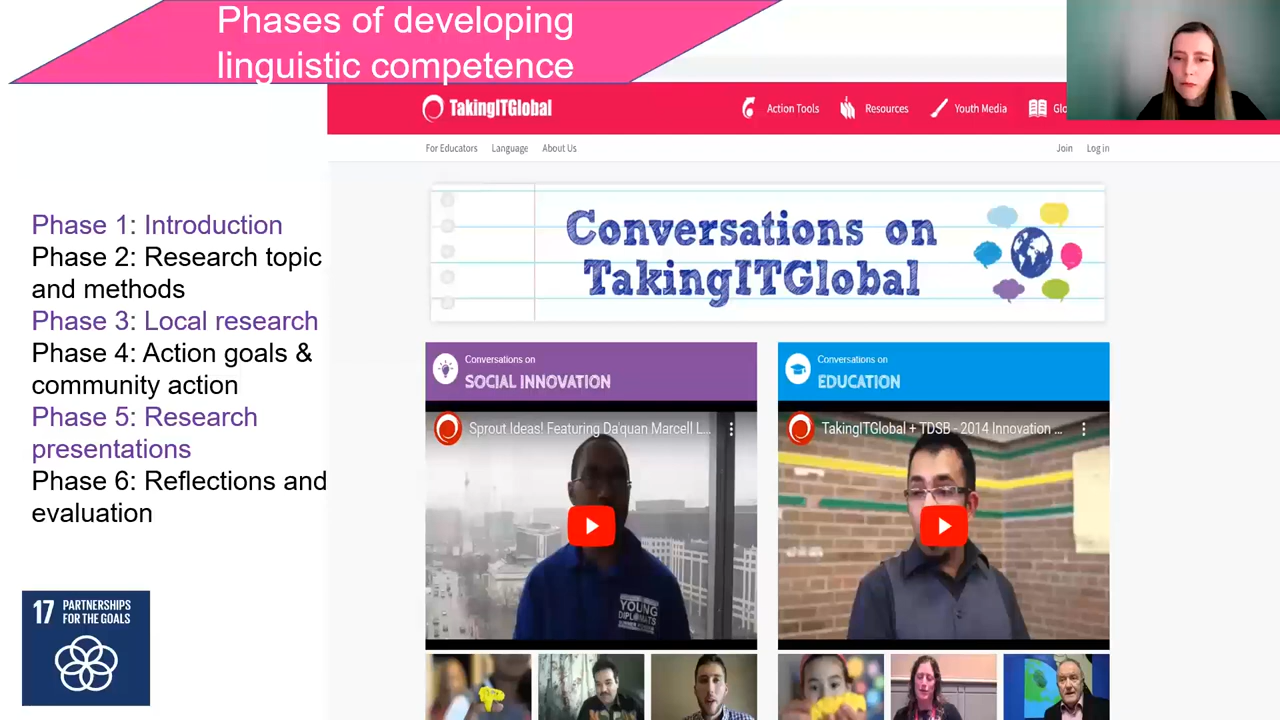 Phases of developing
linguistic competence
TakingITGlobal
Action Tools
Resources
Youth Media
For Educators
Language
About Us
Join
Log in
Conversations on
TakingITGlobal
Phase 1: Introduction
Phase 2: Research topic
and methods
Phase 3: Local research
Phase 4: Action goals &
community action
Phase 5: Research
presentations
Phase 6: Reflections and
evaluation
Conversations on
SOCIAL INNOVATION
Sprout Ideas! Featuring Da'quan Marcell L...
YOUNG
DIPLOMATS
Conversations on
EDUCATION
TakingITGlobal + TDSB - 2014 Innovation ...
17 PARTNERSHIPS
FOR THE GOALS